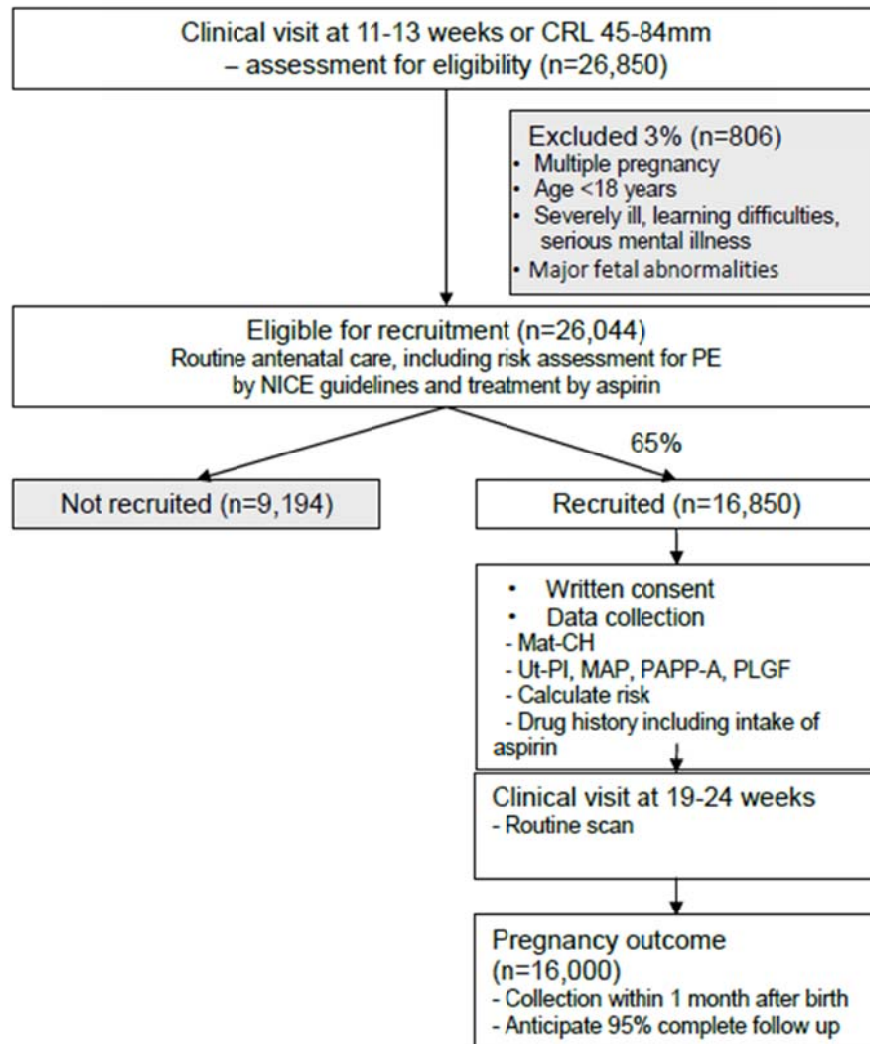 Clinical visit at 11-13 weeks or CRL 45-84mm
– assessment for eligibility (n=26,850)
Excluded 3% (n=806)
• Multiple pregnancy
• Age <18 years
• Severely ill, learning difficulties,
serious mental illness
• Major fetal abnormalities
Eligible for recruitment (n=26,044)
Routine antenatal care, including risk assessment for PE
by NICE guidelines and treatment by aspirin
65%
Not recruited (n=9,194)
Recruited (n=16,850)
• Written consent
• Data collection
- Mat-CH
- Ut-PI, MAP, PAPP-A, PLGF
- Calculate risk
- Drug history including intake of
aspirin
Clinical visit at 19-24 weeks
- Routine scan
Pregnancy outcome
(n=16,000)
- Collection within 1 month after birth
- Anticipate 95% complete follow up